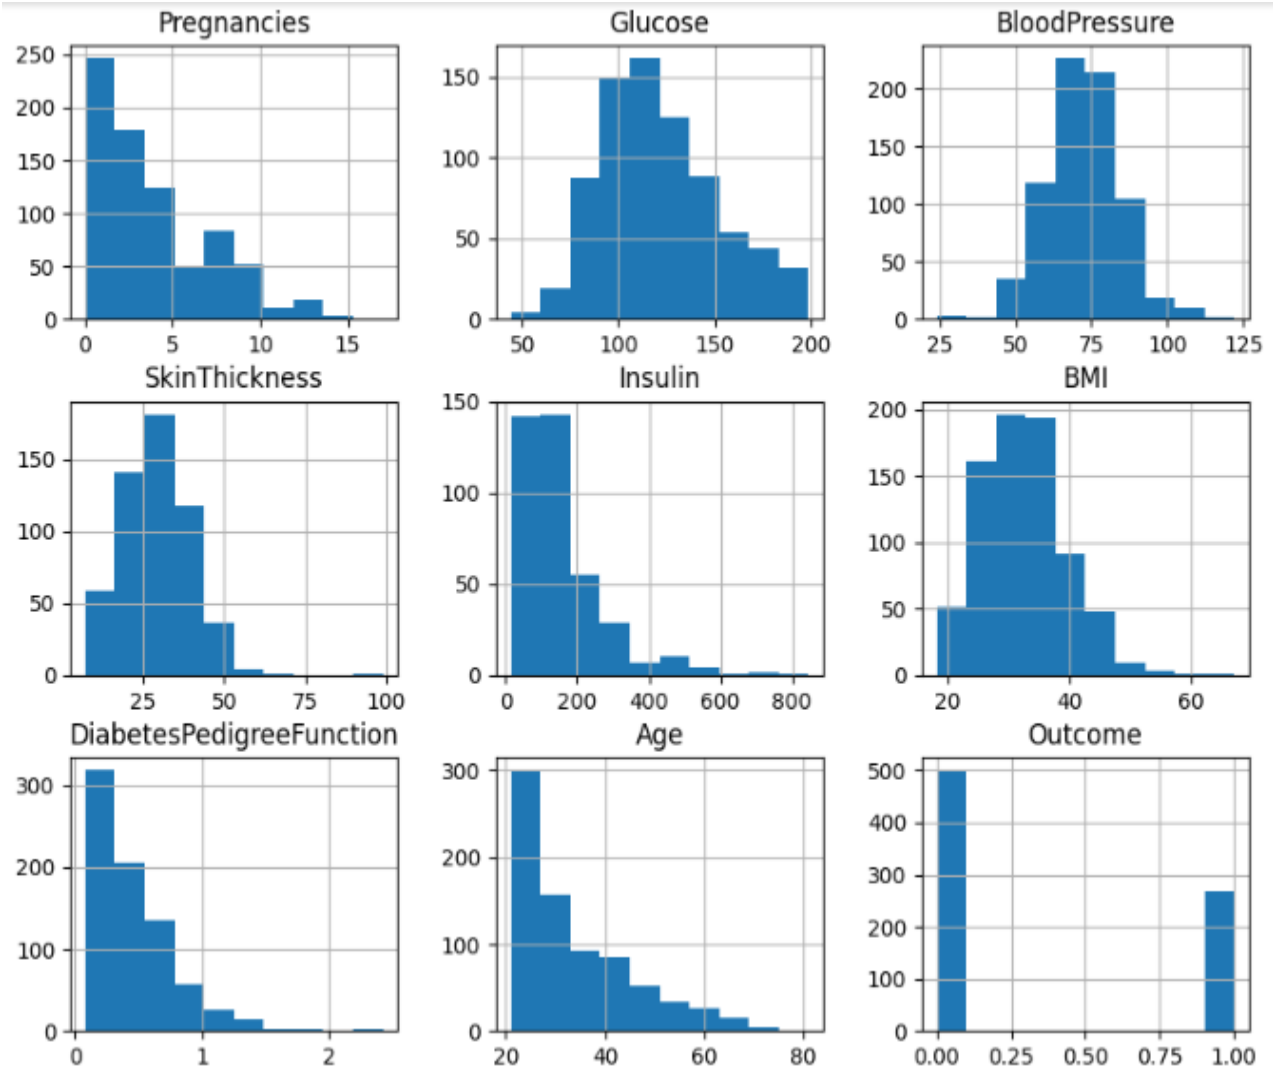 Pregnancies
250
200
150
100
50
0
0 5 10 15
Glucose
150
100
50
0
50 100 150 200
BloodPressure
200
150
100
50
0
25 50 75 100 125
SkinThickness
150
100
50
0
25 50 75 100
Insulin
150
100
50
0
0 200 400 600 800
BMI
200
150
100
50
0
20 40 60
DiabetesPedigreeFunction
300
200
100
0
0 1 2
Age
300
200
100
0
20 40 60 80
Outcome
500
400
300
200
100
0
0.00 0.25 0.50 0.75 1.00